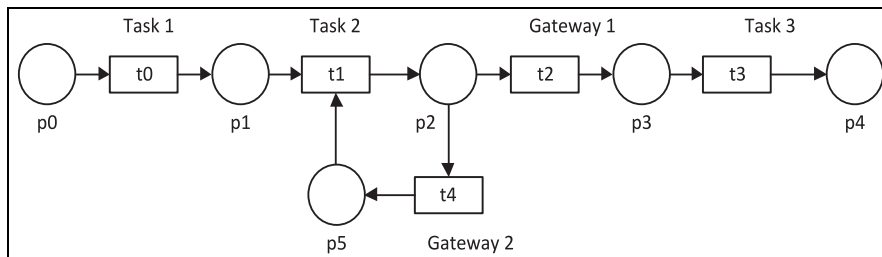 Task 1 Task 2 Gateway 1 Task 3
t0 t1 t2 t3
p0 p1 p2 p3 p4
t4
p5 Gateway 2